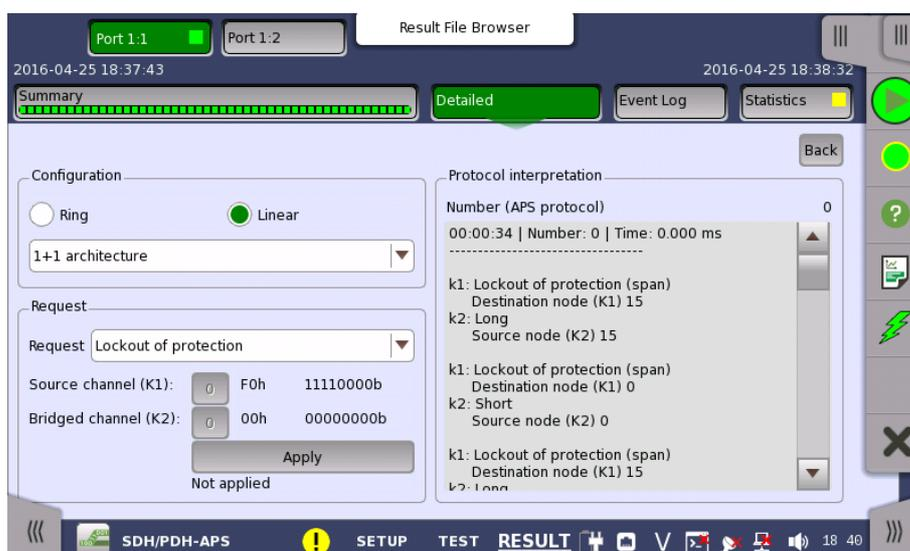 Result File Browser
Port 1:1
Port 1:2
2016-04-25 18:37:43
2016-04-25 18:38:32
Summary
Detailed
Event Log
Statistics
Back
Configuration
Ring
Linear
1+1 architecture
Request
Request
Lockout of protection
Source channel (K1):
0
F0h
11110000b
Bridged channel (K2):
0
00h
00000000b
Apply
Not applied
Protocol interpretation
Number (APS protocol)
0
00:00:34 | Number: 0 | Time: 0.000 ms
--------------------------------
k1: Lockout of protection (span)
Destination node (K1) 15
k2: Long
Source node (K2) 15
k1: Lockout of protection (span)
Destination node (K1) 0
k2: Short
Source node (K2) 0
k1: Lockout of protection (span)
Destination node (K1) 15
k2: Long
SDH/PDH-APS
SETUP
TEST
RESULT
18 40